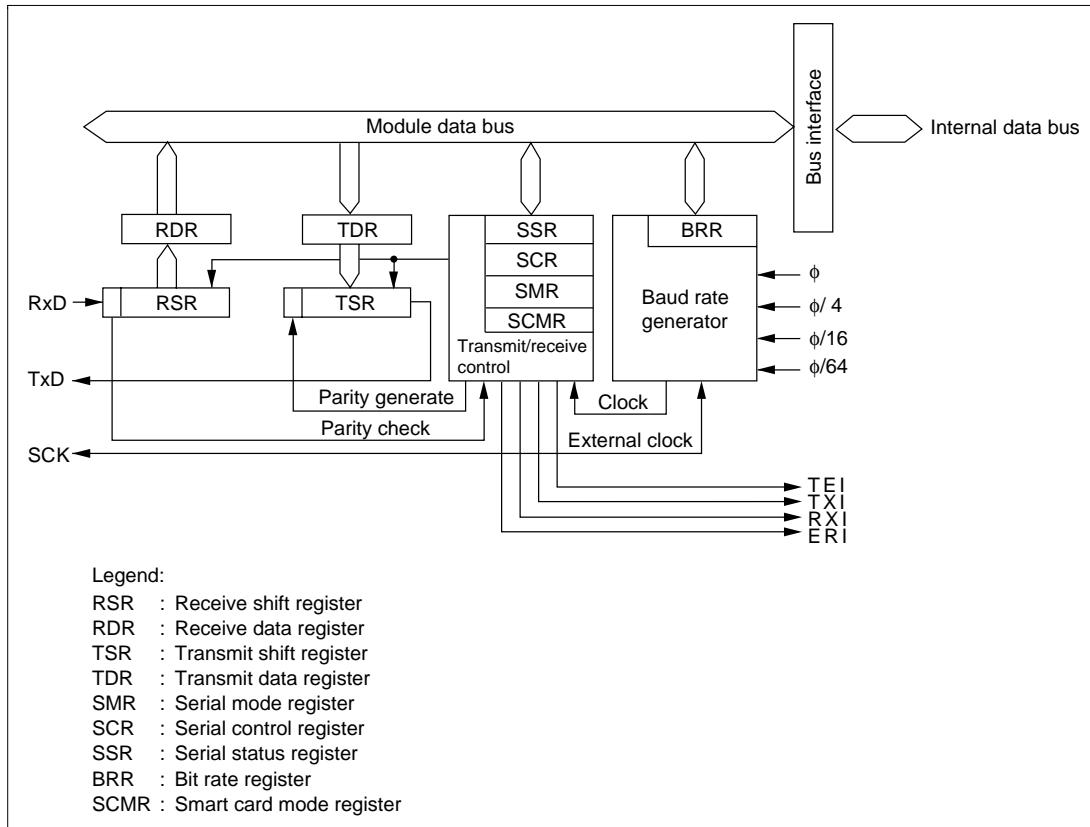 Module data bus
Bus interface
Internal data bus
RDR
TDR
SSR
BRR
SCR
RxD
RSR
TSR
SMR
SCMR
Baud rate
generator
φ
φ/ 4
φ/16
φ/64
Transmit/receive
control
TxD
Parity generate
Clock
Parity check
External clock
SCK
TEI
TXI
RXI
ERI
Legend:
RSR : Receive shift register
RDR : Receive data register
TSR : Transmit shift register
TDR : Transmit data register
SMR : Serial mode register
SCR : Serial control register
SSR : Serial status register
BRR : Bit rate register
SCMR : Smart card mode register